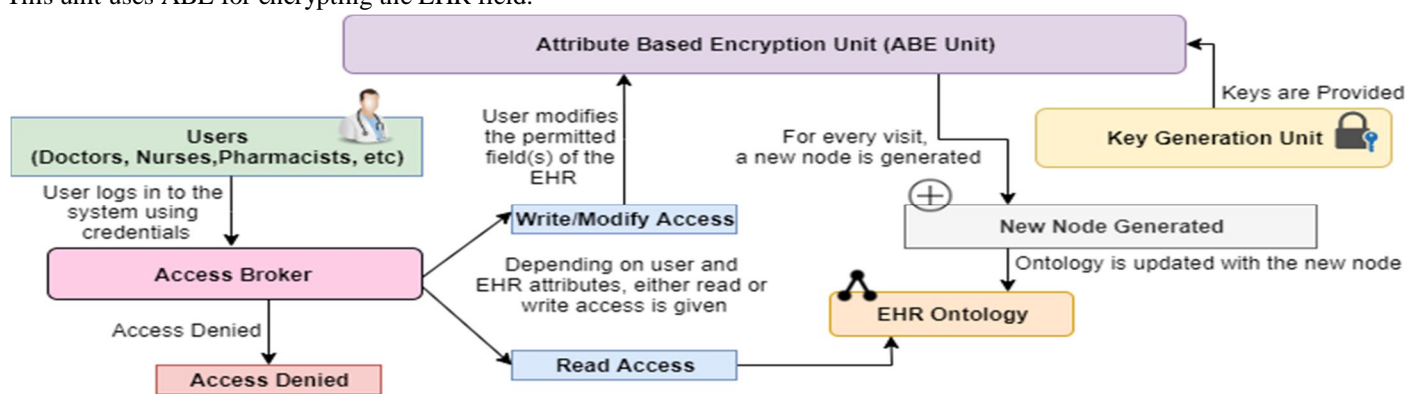 This unit uses ABE for encrypting the EHR field.
Attribute Based Encryption Unit (ABE Unit)
Keys are Provided
Key Generation Unit
Users
(Doctors, Nurses,Pharmacists, etc)
User logs in to the
system using
credentials
User modifies
the permitted
field(s) of the
EHR
For every visit,
a new node is generated
Write/Modify Access
New Node Generated
Access Broker
Depending on user and
EHR attributes, either read or
write access is given
Ontology is updated with the new node
EHR Ontology
Access Denied
Read Access
Access Denied